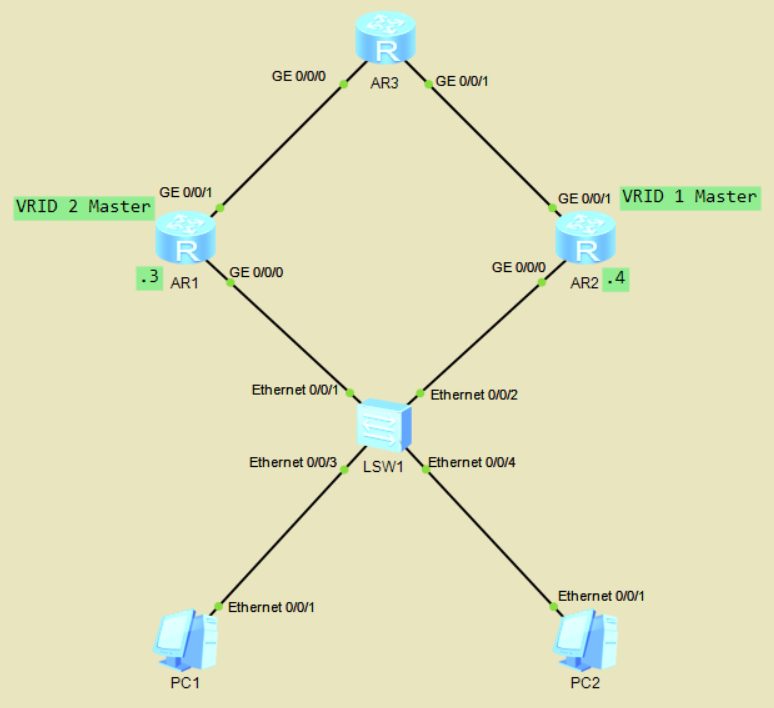 R
GE 0/0/0
AR3
GE 0/0/1
VRID 2 Master
GE 0/0/1
GE 0/0/1
VRID 1 Master
R
R
.3
AR1
GE 0/0/0
GE 0/0/0
AR2
.4
Ethernet 0/0/1
Ethernet 0/0/2
Ethernet 0/0/3
LSW1
Ethernet 0/0/4
Ethernet 0/0/1
Ethernet 0/0/1
PC1
PC2